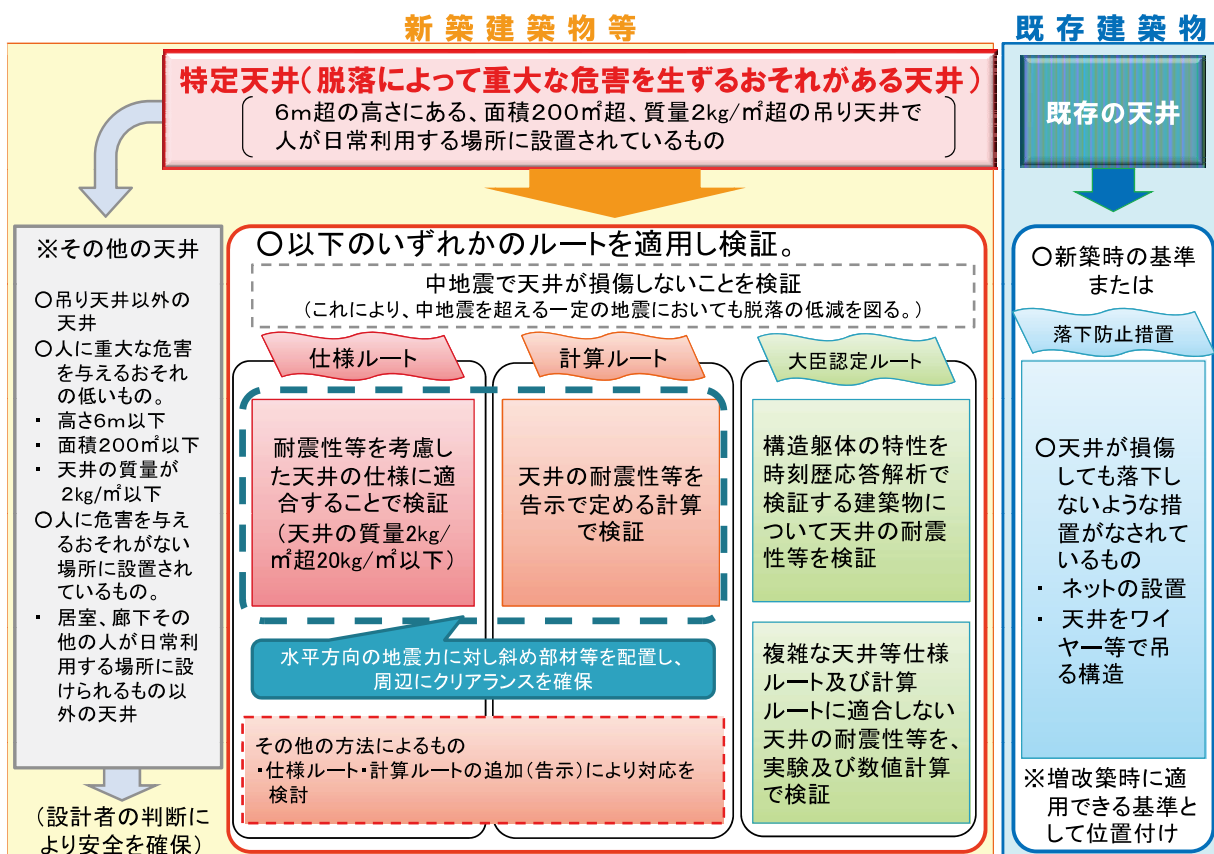 新築建築物等
特定天井(脱落によって重大な危害を生ずるおそれがある天井)
6m超の高さにある、面積200㎡超、質量2kg/㎡超の吊り天井で
人が日常利用する場所に設置されているもの
※その他の天井
○吊り天井以外の
天井
○人に重大な危害
を与えるおそれ
の低いもの。
・ 高さ6m以下
・ 面積200㎡以下
・ 天井の質量が
2kg/㎡以下
○人に危害を与え
るおそれがない
場所に設置され
ているもの。
・ 居室、廊下その
他の人が日常利
用する場所に設
けられるもの以
外の天井
(設計者の判断に
より安全を確保)
○以下のいずれかのルートを適用し検証。
中地震で天井が損傷しないことを検証
(これにより、中地震を超える一定の地震においても脱落の低減を図る。)
仕様ルート
耐震性等を考慮し
た天井の仕様に適
合することで検証
(天井の質量2kg/
㎡超20kg/㎡以下)
計算ルート
天井の耐震性等を
告示で定める計算
で検証
水平方向の地震力に対し斜め部材等を配置し、
周辺にクリアランスを確保
その他の方法によるもの
・仕様ルート・計算ルートの追加(告示)により対応を
検討
大臣認定ルート
構造躯体の特性を
時刻歴応答解析で
検証する建築物に
ついて天井の耐震
性等を検証
複雑な天井等仕様
ルート及び計算
ルートに適合しない
天井の耐震性等を、
実験及び数値計算
で検証
既存建築物
既存の天井
○新築時の基準
または
落下防止措置
○天井が損傷
しても落下し
ないような措
置がなされて
いるもの
・ ネットの設置
・ 天井をワイ
ヤー等で吊
る構造
※増改築時に適
用できる基準と
して位置付け